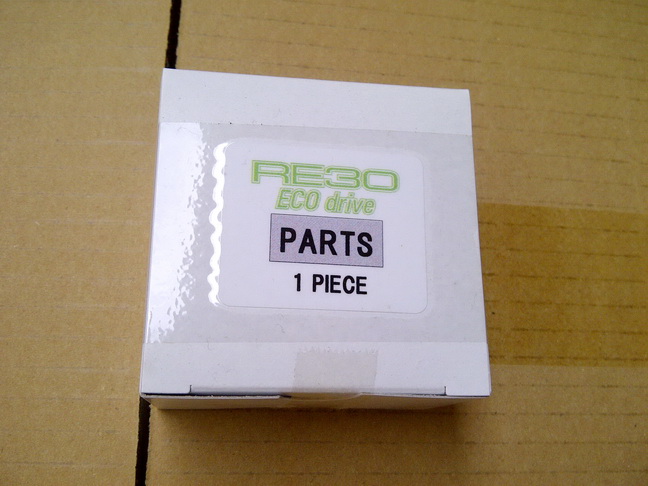 RE30
ECO drive
PARTS
1 PIECE